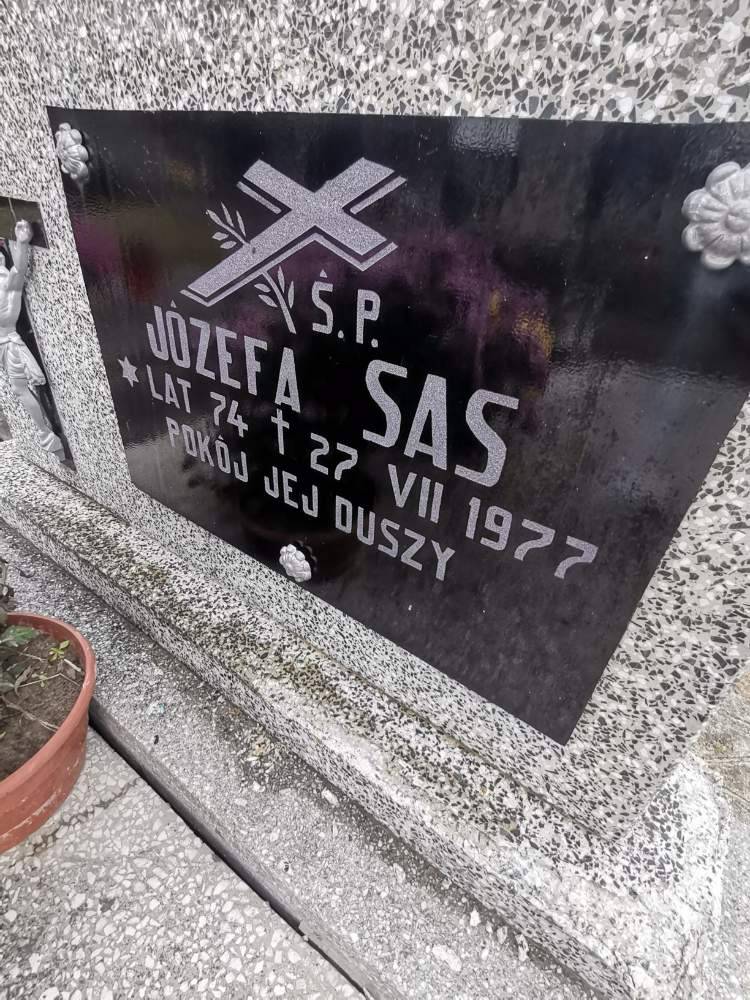 Ś.P.
JÓZEFA SAS
* LAT 74 † 27 VII 1977
POKÓJ JEJ DUSZY